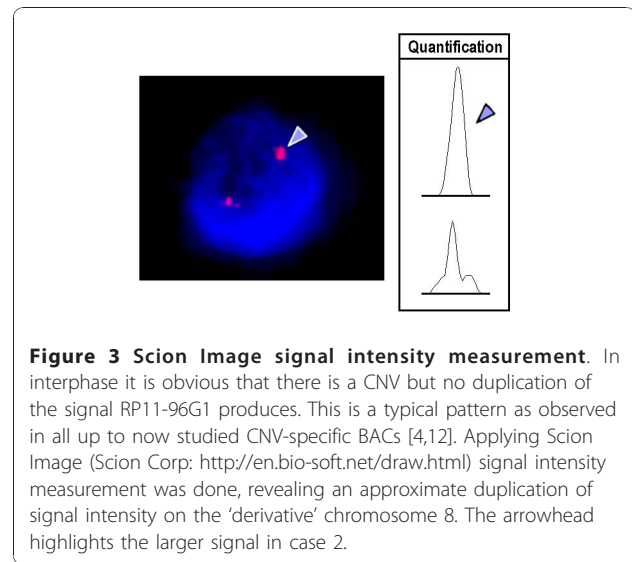 Quantification
Figure 3 Scion Image signal intensity measurement. In
interphase it is obvious that there is a CNV but no duplication of
the signal RP11-96G1 produces. This is a typical pattern as observed
in all up to now studied CNV-specific BACs [4,12]. Applying Scion
Image (Scion Corp: http://en.bio-soft.net/draw.html) signal intensity
measurement was done, revealing an approximate duplication of
signal intensity on the ‘derivative’ chromosome 8. The arrowhead
highlights the larger signal in case 2.